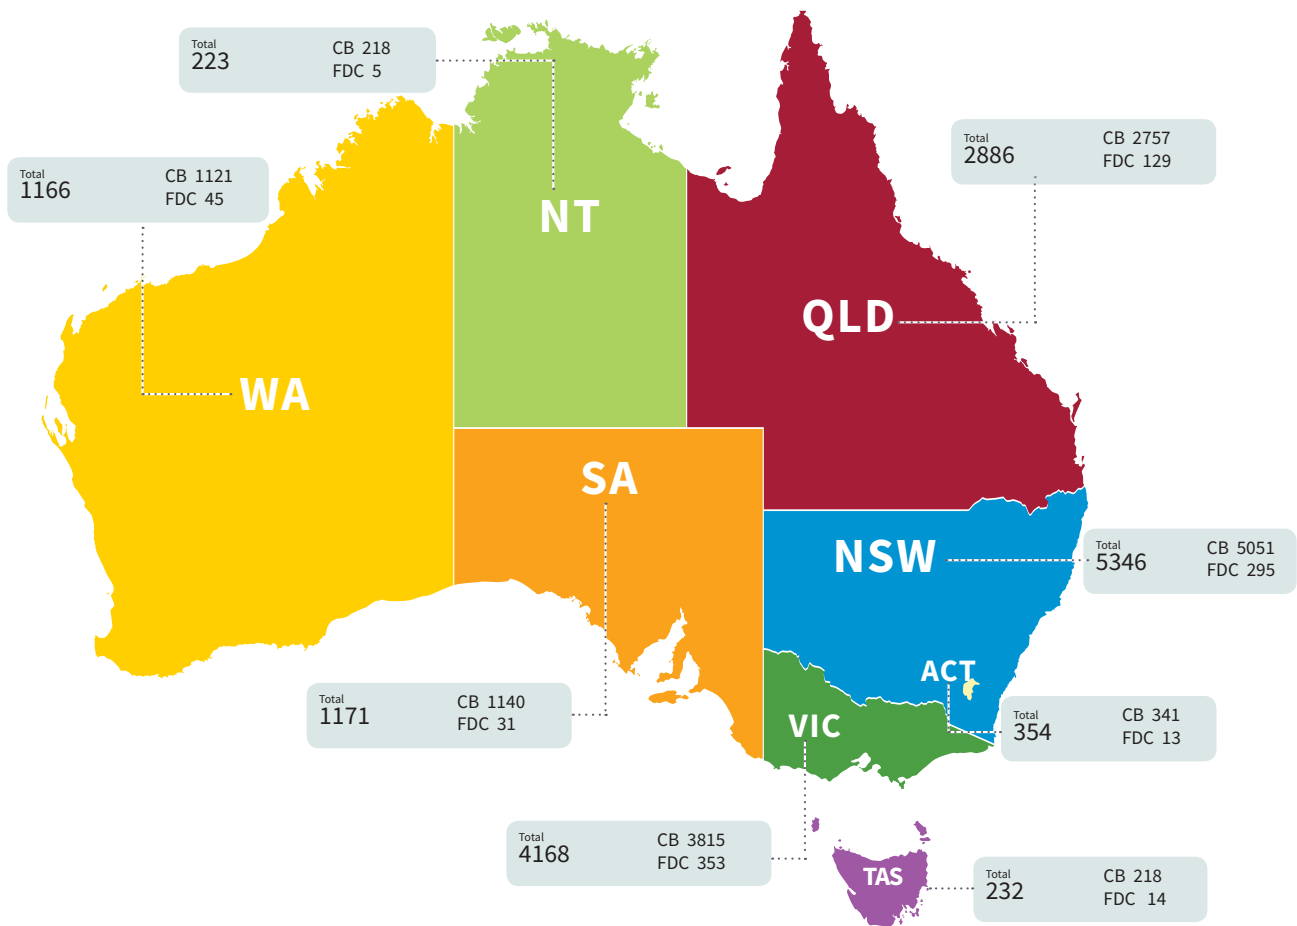 Total
223
CB 218
FDC 5
Total
2886
CB 2757
FDC 129
Total
1166
CB 1121
FDC 45
NT
QLD
WA
SA
NSW
Total
5346
CB 5051
FDC 295
ACT
Total
1171
CB 1140
FDC 31
VIC
Total
354
CB 341
FDC 13
Total
4168
CB 3815
FDC 353
TAS
Total
232
CB 218
FDC 14